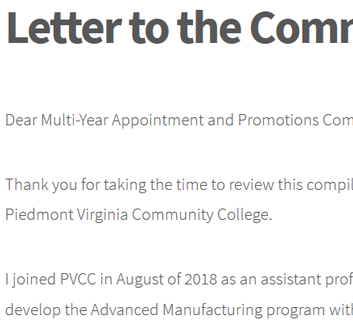 Letter to the Com
Dear Multi-Year Appointment and Promotions Com
Thank you for taking the time to review this compil
Piedmont Virginia Community College.
I joined PVCC in August of 2018 as an assistant prof
develop the Advanced Manufacturing program with